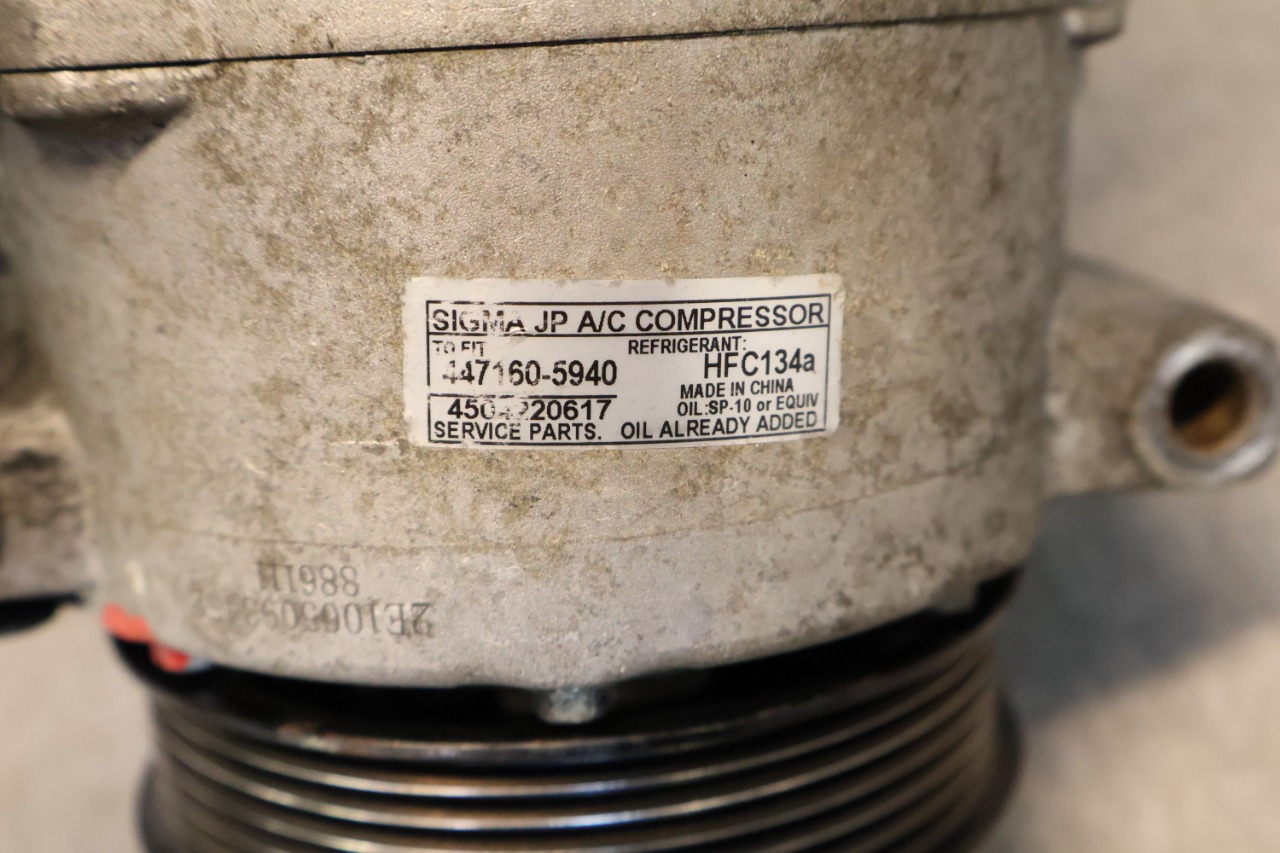 SIGMA JP A/C COMPRESSOR
TO FIT
REFRIGERANT:
447160-5940
HFC134a
MADE IN CHINA
OIL:SP-10 or EQUIV
SERVICE PARTS. OIL ALREADY ADDED